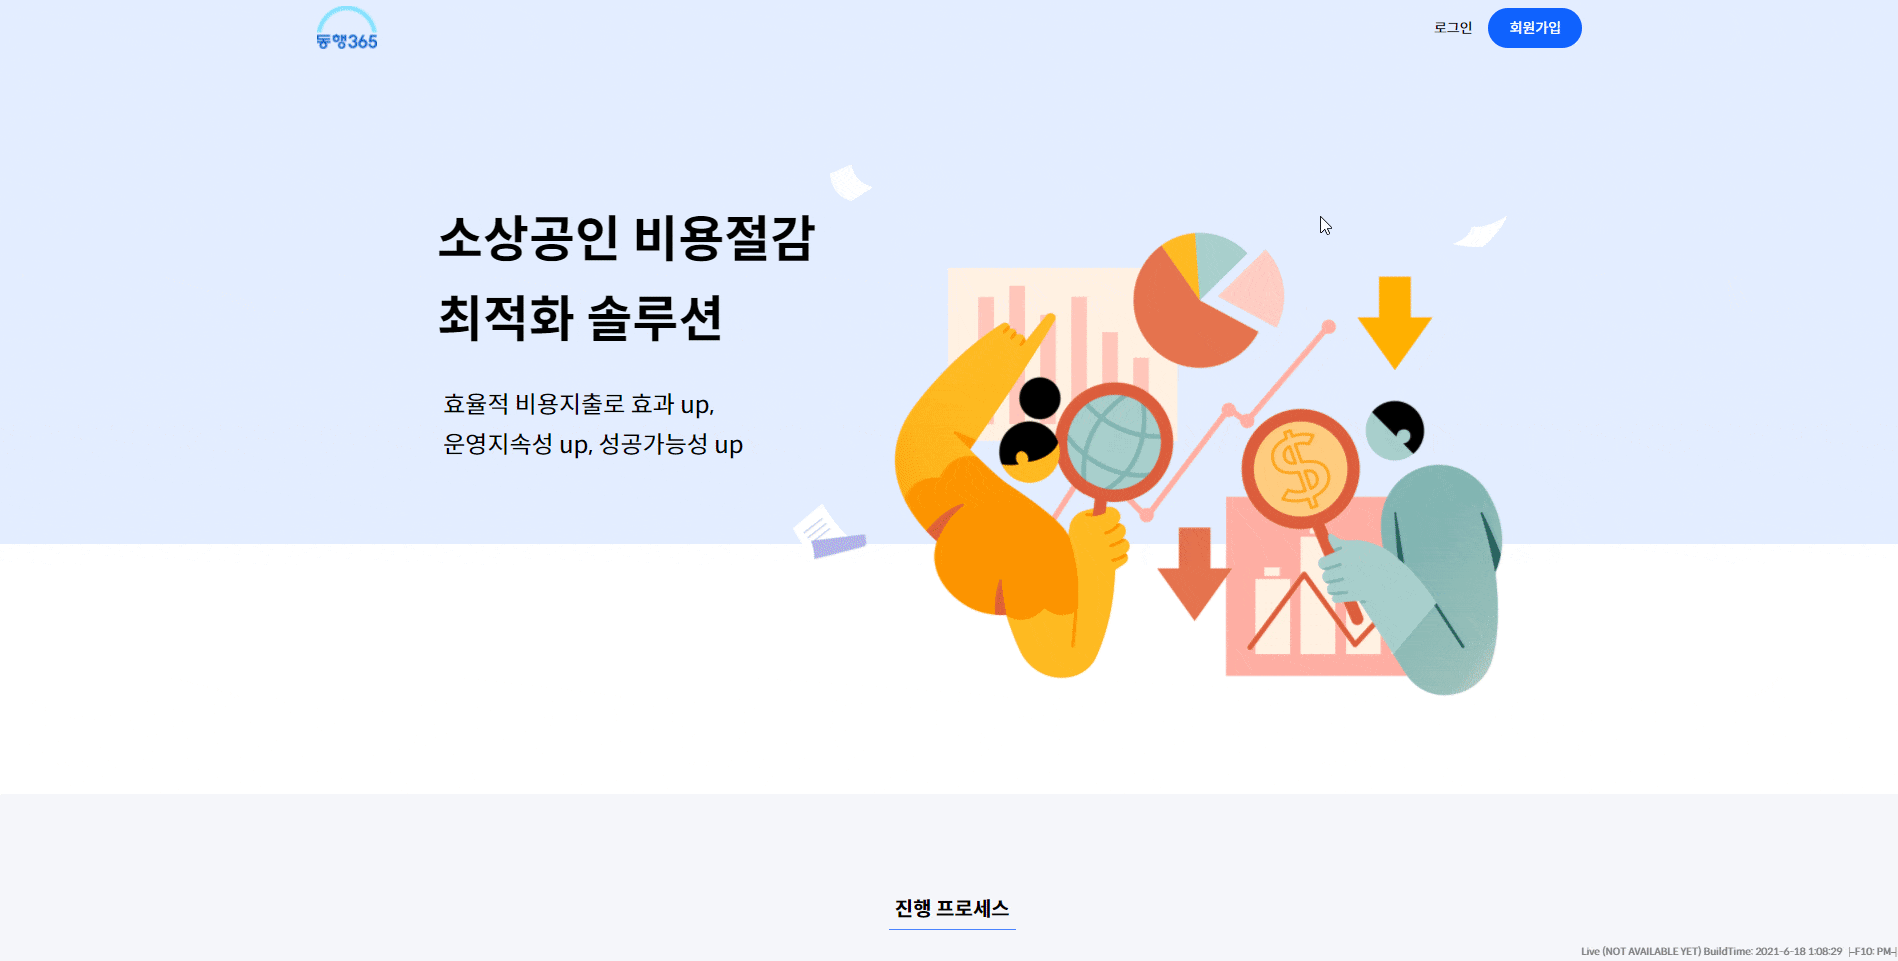 동행365
로그인
회원가입
소상공인 비용절감
최적화 솔루션
효율적 비용지출로 효과 up,
운영지속성 up, 성공가능성 up
$
진행 프로세스
Live (NOT AVAILABLE YET) BuildTime: 2021-6-18 1:08:29 |-F10: PM-|